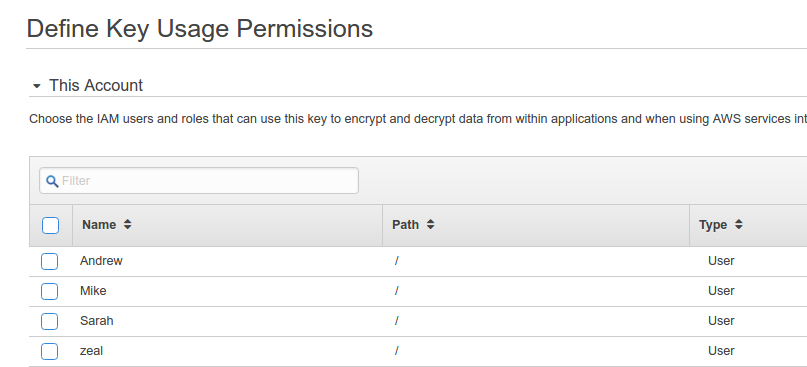 Define Key Usage Permissions
This Account
Choose the IAM users and roles that can use this key to encrypt and decrypt data from within applications and when using AWS services int
Filter
Name Path Type
Andrew / User
Mike / User
Sarah / User
zeal / User